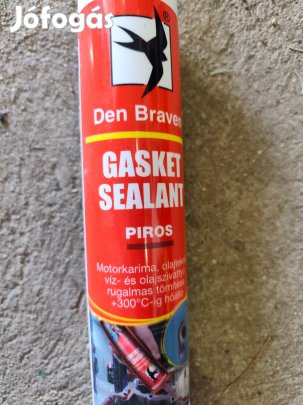 Jófogás
®
Den Braven
GASKET
SEALANT
PIROS
Motorkarima, olajteknő,
víz- és olajszivattyú
rugalmas tömítése
+300°C-ig hőálló